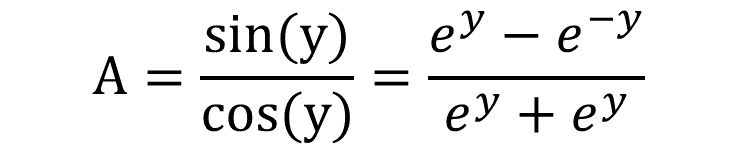 A = sin(y)/cos(y) = (e^y − e^{−y})/(e^y + e^y)